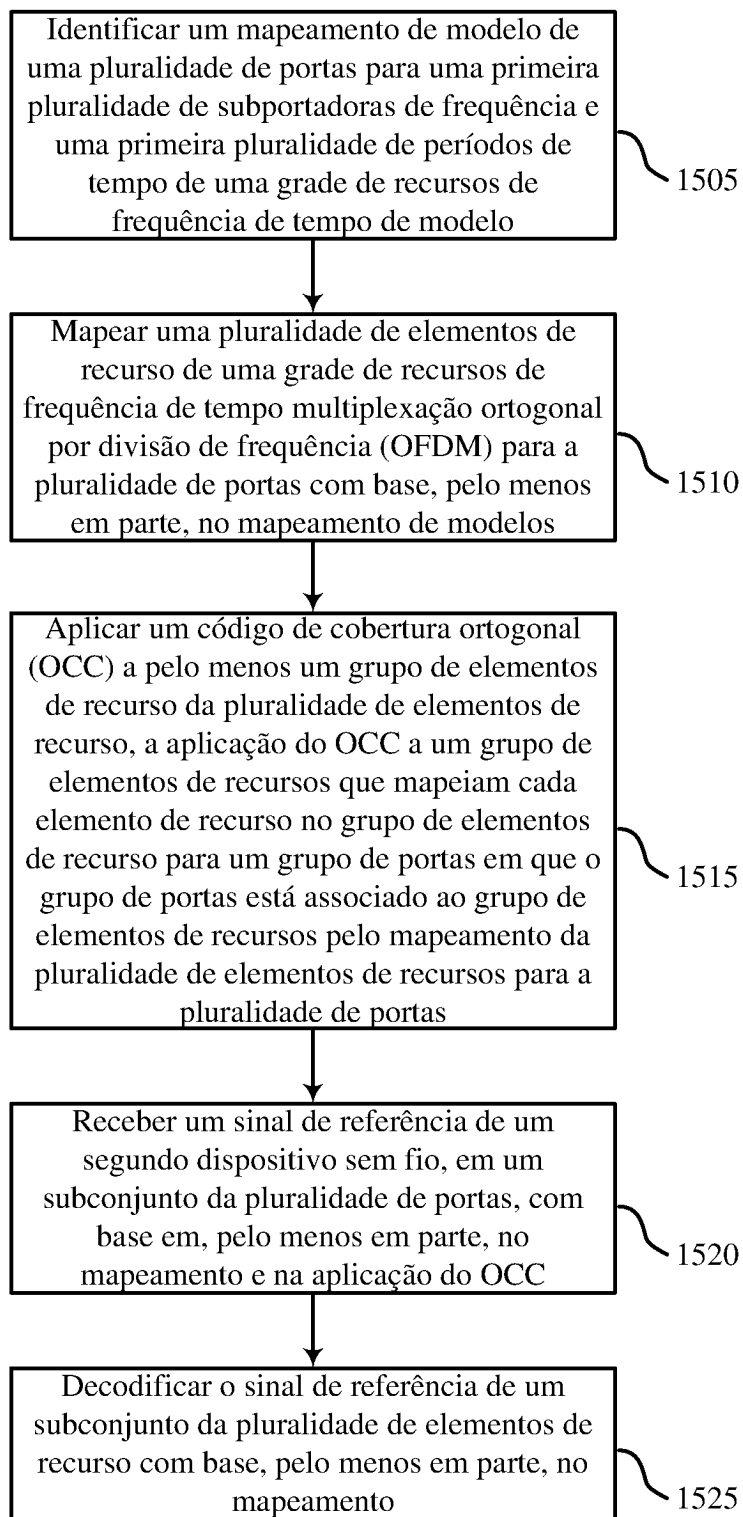 Identificar um mapeamento de modelo de
uma pluralidade de portas para uma primeira
pluralidade de subportadoras de frequência e
uma primeira pluralidade de períodos de
tempo de uma grade de recursos de
frequência de tempo de modelo
1505
Mapear uma pluralidade de elementos de
recurso de uma grade de recursos de
frequência de tempo multiplexação ortogonal
por divisão de frequência (OFDM) para a
pluralidade de portas com base, pelo menos
em parte, no mapeamento de modelos
1510
Aplicar um código de cobertura ortogonal
(OCC) a pelo menos um grupo de elementos
de recurso da pluralidade de elementos de
recurso, a aplicação do OCC a um grupo de
elementos de recursos que mapeiam cada
elemento de recurso no grupo de elementos
de recurso para um grupo de portas em que o
grupo de portas está associado ao grupo de
elementos de recursos pelo mapeamento da
pluralidade de elementos de recursos para a
pluralidade de portas
1515
Receber um sinal de referência de um
segundo dispositivo sem fio, em um
subconjunto da pluralidade de portas, com
base em, pelo menos em parte, no
mapeamento e na aplicação do OCC
1520
Decodificar o sinal de referência de um
subconjunto da pluralidade de elementos de
recurso com base, pelo menos em parte, no
mapeamento
1525